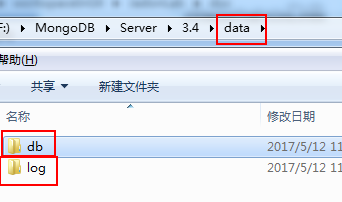 F:) ▸ MongoDB ▸ Server ▸ 3.4 ▸ data ▸
帮助(H)
共享 ▼ 新建文件夹
名称 修改日期
db 2017/5/12 11
log 2017/5/12 11